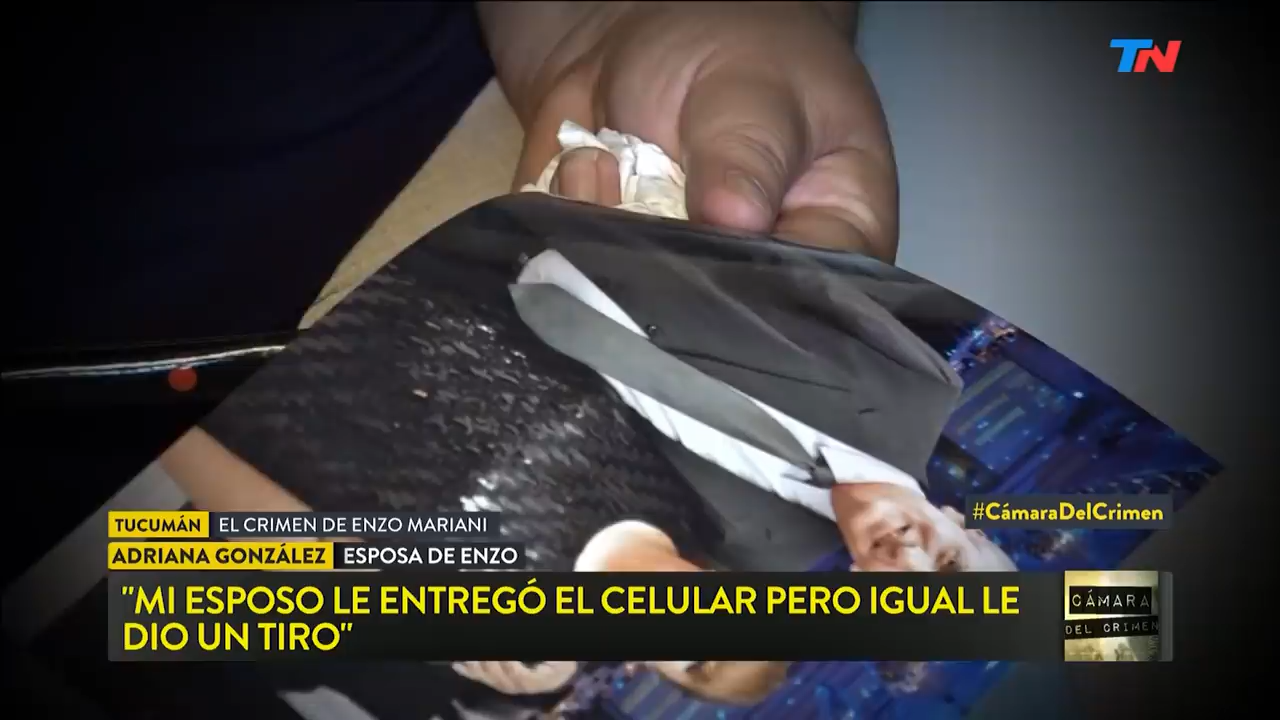 TN
#CámaraDelCrimen
TUCUMÁN EL CRIMEN DE ENZO MARIANI
ADRIANA GONZÁLEZ ESPOSA DE ENZO
"MI ESPOSO LE ENTREGÓ EL CELULAR PERO IGUAL LE
DIO UN TIRO"
CÁMARA
DEL CRIMEN